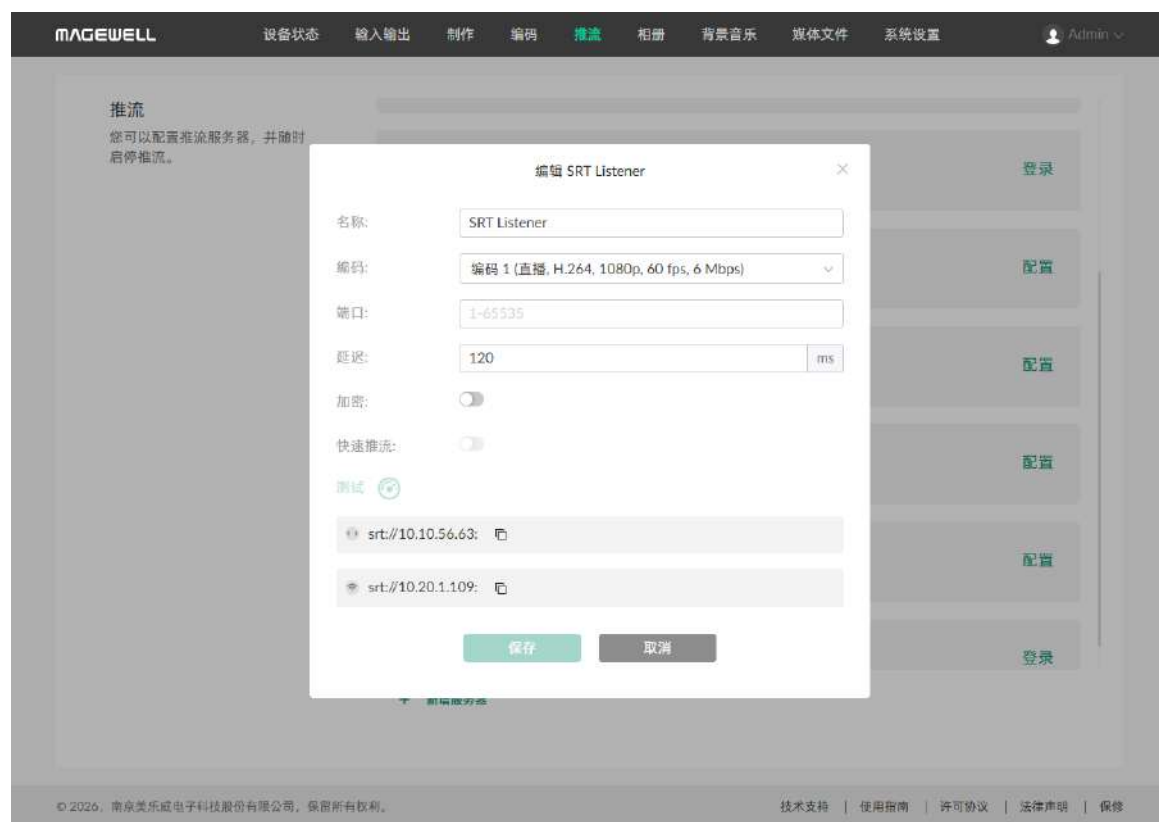 MAGEWELL 设备状态 输入输出 制作 编码 推流 相册 背景音乐 媒体文件 系统设置 Admin
推流
您可以配置推流服务器，并随时
启停推流。
登录
配置
配置
配置
配置
登录
编辑 SRT Listener
名称: SRT Listener
编码: 编码 1 (直播, H.264, 1080p, 60 fps, 6 Mbps)
端口: 1-65535
延迟: 120 ms
加密:
快速推流:
测试
srt://10.10.56.63:
srt://10.20.1.109:
保存 取消
+ 新增服务器
© 2026，南京美乐威电子科技股份有限公司，保留所有权利。 技术支持 | 使用指南 | 许可协议 | 法律声明 | 保修